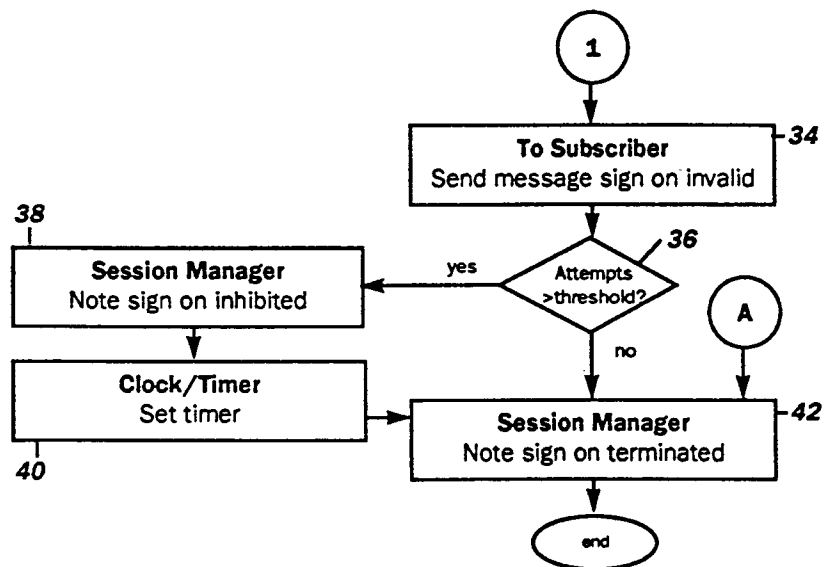 1
To Subscriber
Send message sign on invalid
34
36
Attempts
>threshold?
yes
no
38
Session Manager
Note sign on inhibited
Clock/Timer
Set timer
40
A
Session Manager
Note sign on terminated
42
end